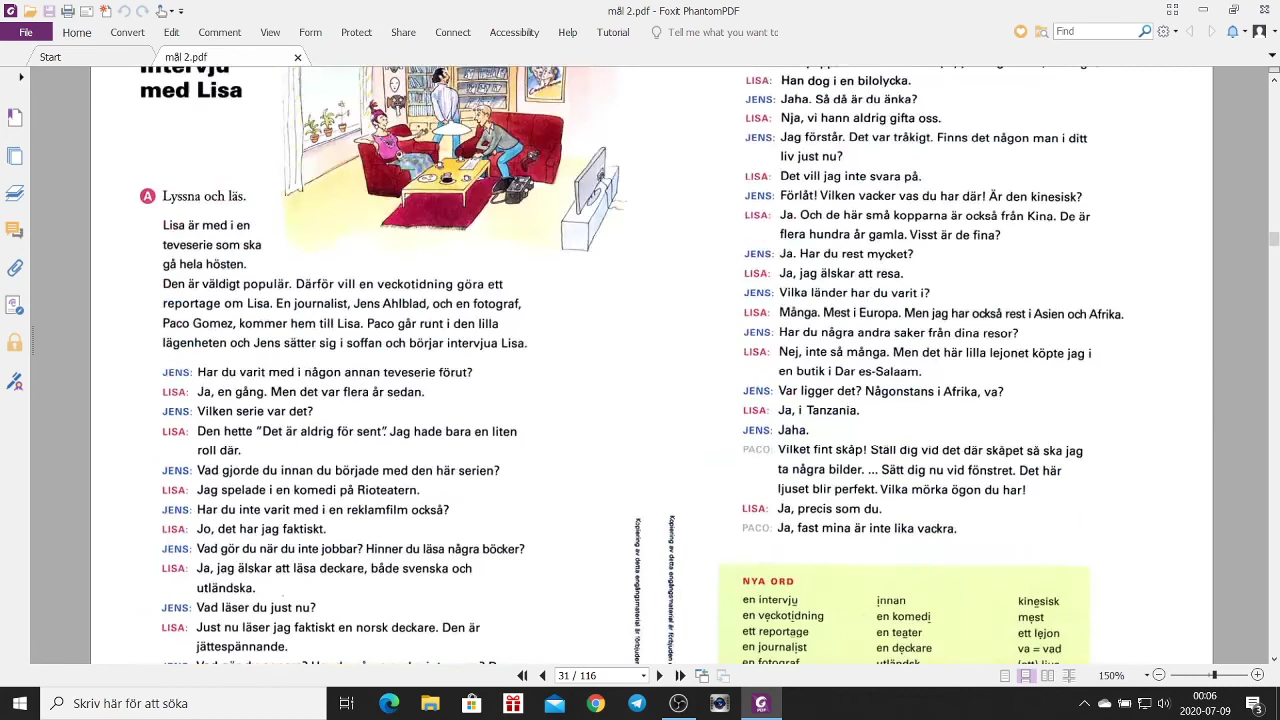 mål 2.pdf - Foxit PhantomPDF
File Home Convert Edit Comment View Form Protect Share Connect Accessibility Help Tutorial Tell me what you want to Find
Start mål 2.pdf
Intervju
med Lisa
A Lyssna och läs.
Lisa är med i en
teveserie som ska
gå hela hösten.
Den är väldigt populär. Därför vill en veckotidning göra ett
reportage om Lisa. En journalist, Jens Ahlblad, och en fotograf,
Paco Gomez, kommer hem till Lisa. Paco går runt i den lilla
lägenheten och Jens sätter sig i soffan och börjar intervjua Lisa.
JENS: Har du varit med i någon annan teveserie förut?
LISA: Ja, en gång. Men det var flera år sedan.
JENS: Vilken serie var det?
LISA: Den hette ”Det är aldrig för sent”. Jag hade bara en liten
roll där.
JENS: Vad gjorde du innan du började med den här serien?
LISA: Jag spelade i en komedi på Rioteatern.
JENS: Har du inte varit med i en reklamfilm också?
LISA: Jo, det har jag faktiskt.
JENS: Vad gör du när du inte jobbar? Hinner du läsa några böcker?
LISA: Ja, jag älskar att läsa deckare, både svenska och
utländska.
JENS: Vad läser du just nu?
LISA: Just nu läser jag faktiskt en norsk deckare. Den är
jättespännande.
Kopiering av detta engångsmaterial är förbjuden
Kopiering av detta engångsmaterial är förbjuden
LISA: Han dog i en bilolycka.
JENS: Jaha. Så då är du änka?
LISA: Nja, vi hann aldrig gifta oss.
JENS: Jag förstår. Det var tråkigt. Finns det någon man i ditt
liv just nu?
LISA: Det vill jag inte svara på.
JENS: Förlåt! Vilken vacker vas du har där! Är den kinesisk?
LISA: Ja. Och de här små kopparna är också från Kina. De är
flera hundra år gamla. Visst är de fina?
JENS: Ja. Har du rest mycket?
LISA: Ja, jag älskar att resa.
JENS: Vilka länder har du varit i?
LISA: Många. Mest i Europa. Men jag har också rest i Asien och Afrika.
JENS: Har du några andra saker från dina resor?
LISA: Nej, inte så många. Men det här lilla lejonet köpte jag i
en butik i Dar es-Salaam.
JENS: Var ligger det? Någonstans i Afrika, va?
LISA: Ja, i Tanzania.
JENS: Jaha.
PACO: Vilket fint skåp! Ställ dig vid det där skåpet så ska jag
ta några bilder. ... Sätt dig nu vid fönstret. Det här
ljuset blir perfekt. Vilka mörka ögon du har!
LISA: Ja, precis som du.
PACO: Ja, fast mina är inte lika vackra.
NYA ORD
en intervju innan kinesisk
en veckotidning en komedi mest
ett reportage en teater ett lejon
en journalist en deckare va = vad
en fotograf utländsk (ett) ljus
31 / 116 150%
Skriv här för att söka
00:06
2020-07-09